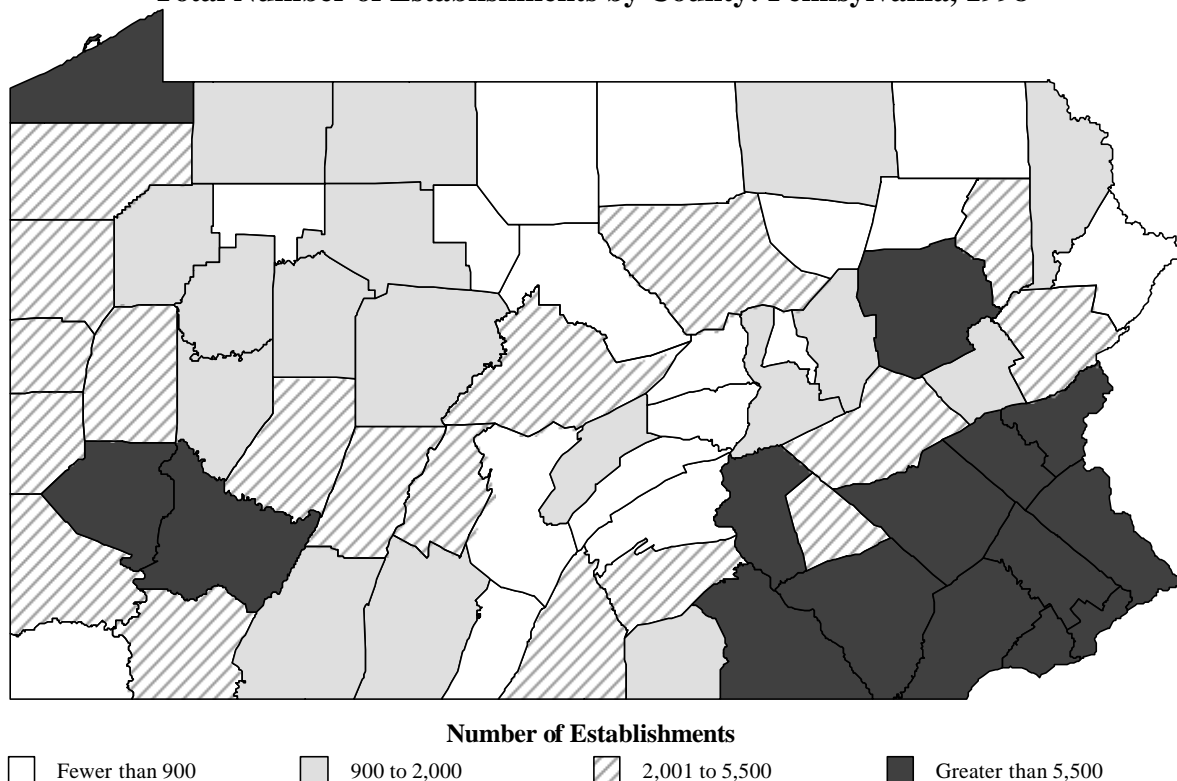 Total Number of Establishments by County: Pennsylvania,
Number of Establishments
Fewer than 900
900 to 2,000
2,001 to 5,500
Greater than 5,500